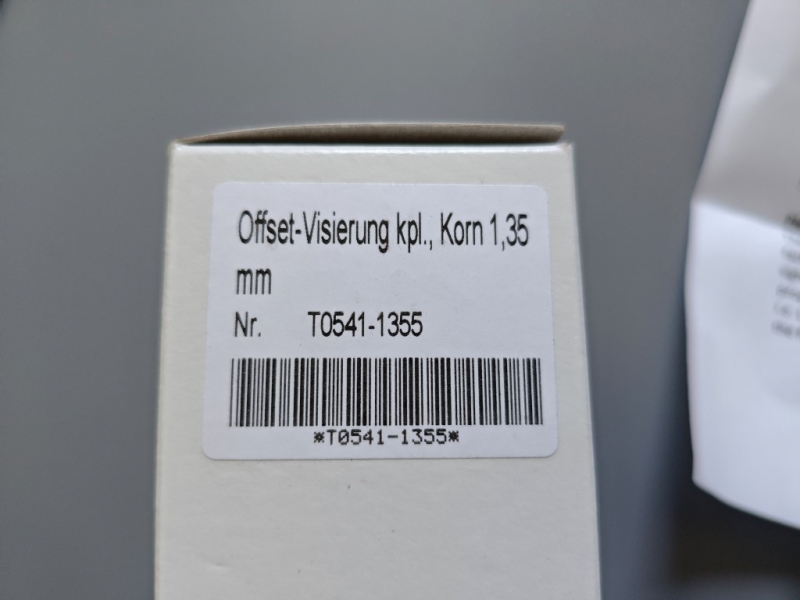 Offset-Visierung kpl., Korn 1,35
mm
Nr. T0541-1355
*T0541-1355*